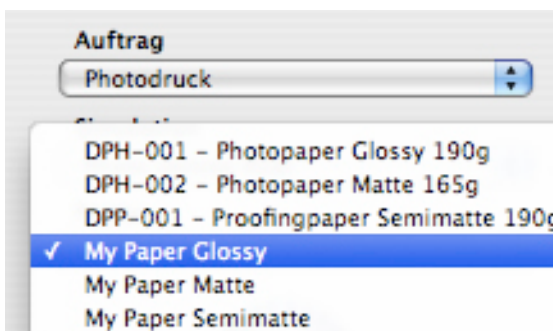 Auftrag
Photodruck
DPH-001 – Photopaper Glossy 190g
DPH-002 – Photopaper Matte 165g
DPP-001 – Proofingpaper Semimatte 190g
✓ My Paper Glossy
My Paper Matte
My Paper Semimatte